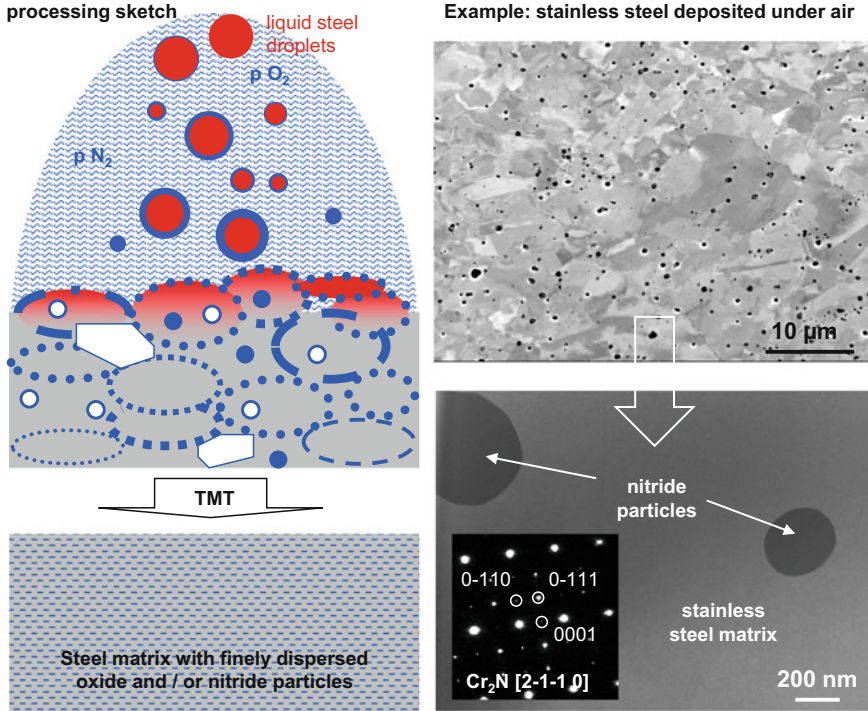 processing sketch
liquid steel
droplets
p O₂
p N₂
TMT
Steel matrix with finely dispersed
oxide and / or nitride particles
Example: stainless steel deposited under air
10 µm
nitride
particles
0-110
0-111
0001
Cr₂N [2-1-1 0]
stainless
steel matrix
200 nm